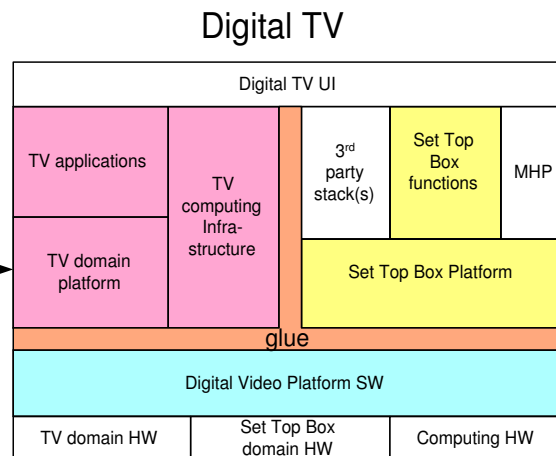 Digital TV
Digital TV UI
TV applications
TV domain
platform
TV
computing
Infra-
structure
3rd
party
stack(s)
Set Top
Box
functions
MHP
Set Top Box Platform
glue
Digital Video Platform SW
TV domain HW
Set Top Box
domain HW
Computing HW